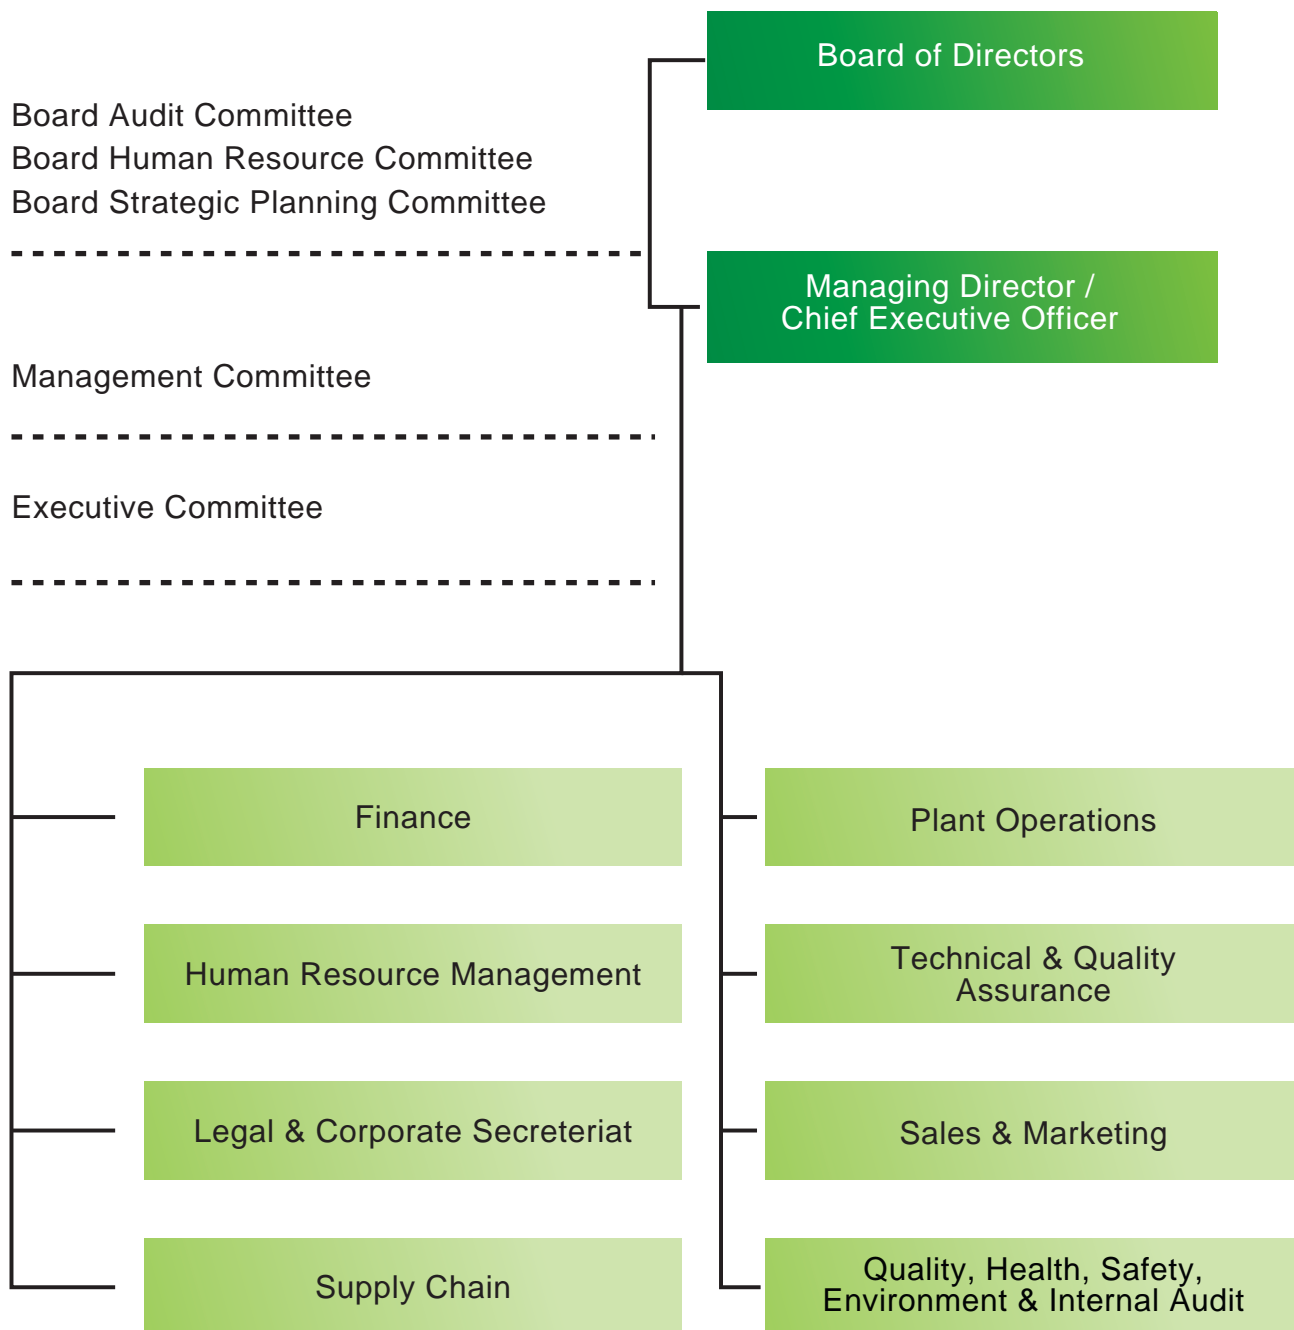 Board of Directors
Board Audit Committee
Board Human Resource Committee
Board Strategic Planning Committee
Managing Director /
Chief Executive Officer
Management Committee
Executive Committee
Finance
Plant Operations
Human Resource Management
Technical & Quality
Assurance
Legal & Corporate Secreteriat
Sales & Marketing
Supply Chain
Quality, Health, Safety,
Environment & Internal Audit